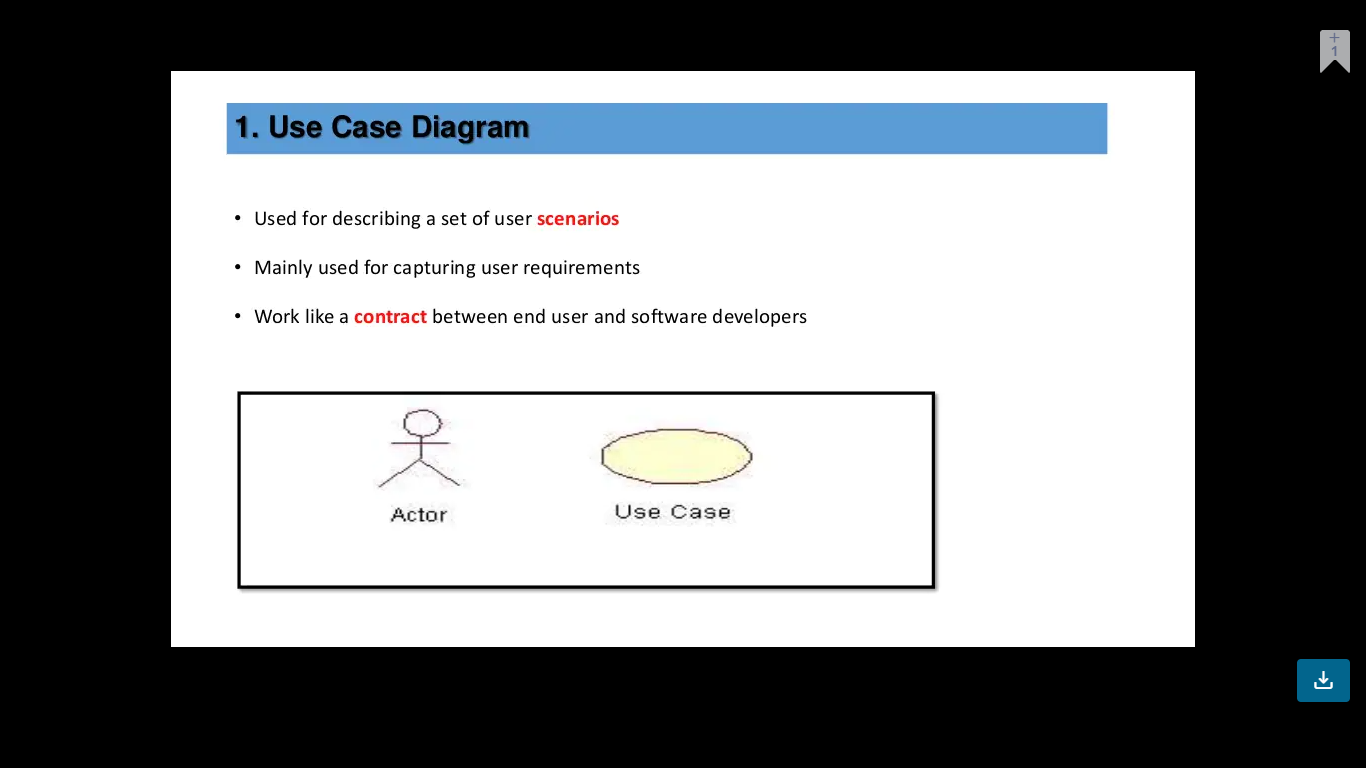 +
1
1. Use Case Diagram
• Used for describing a set of user scenarios
• Mainly used for capturing user requirements
• Work like a contract between end user and software developers
Actor
Use Case